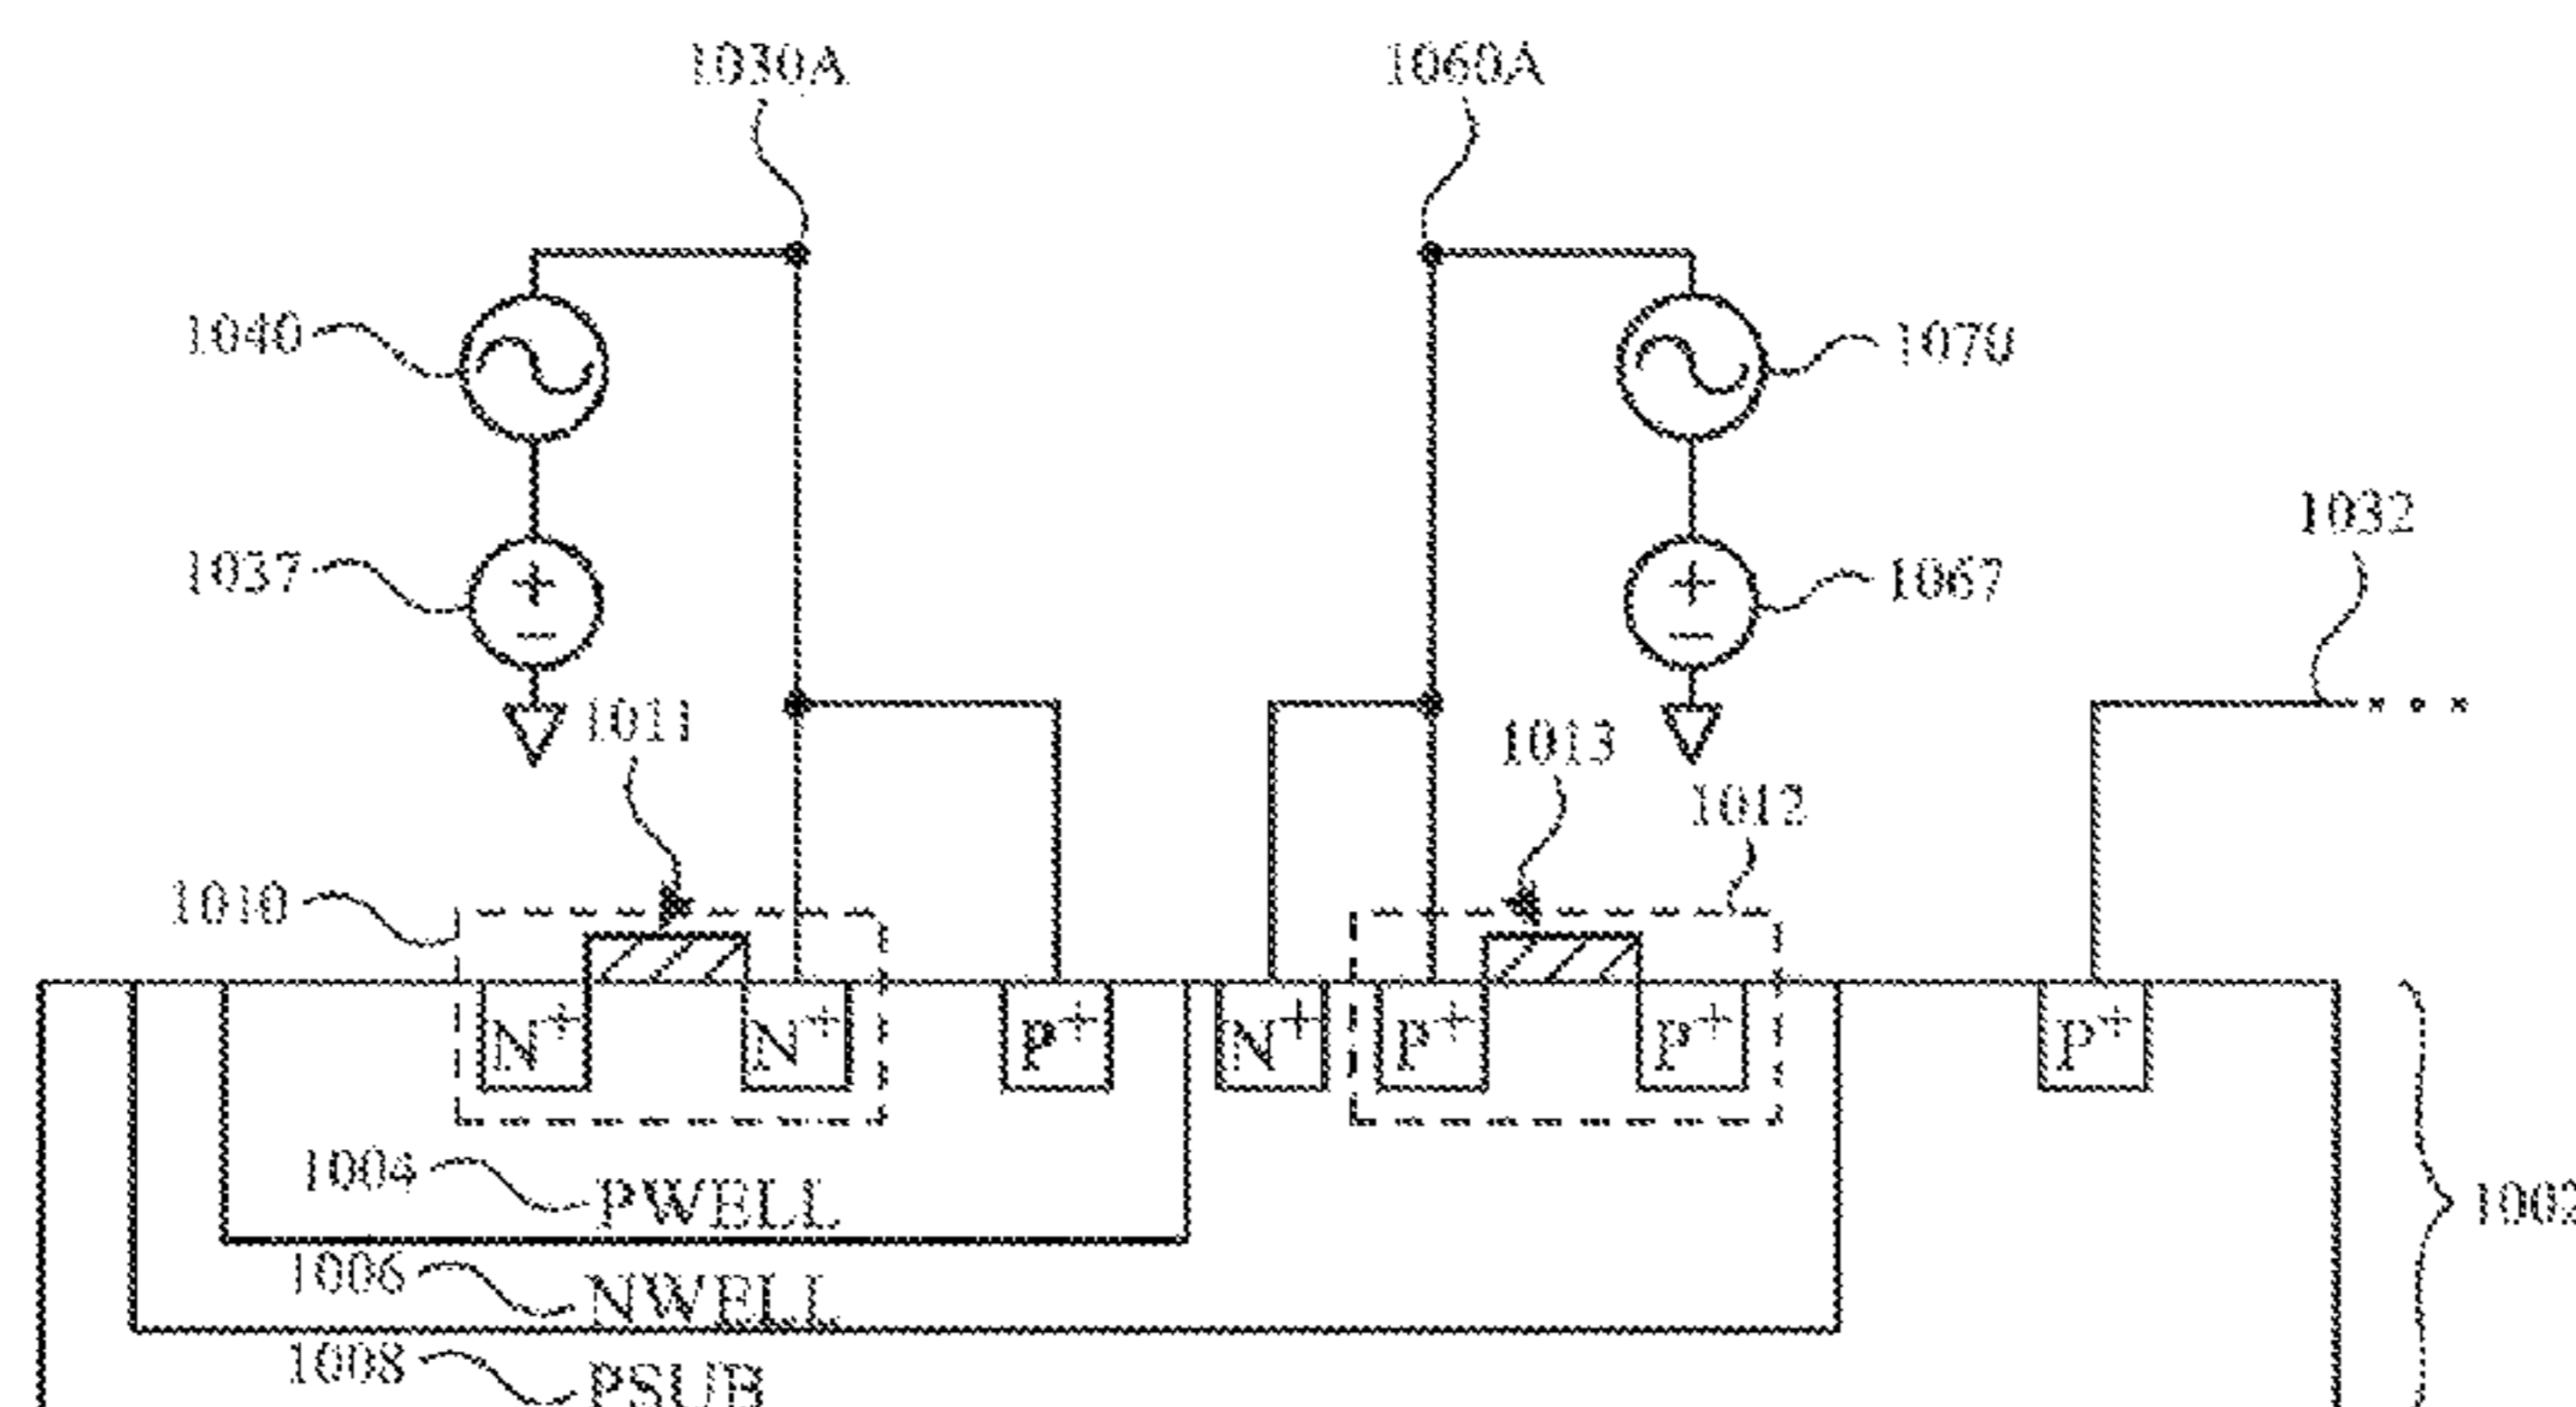 1030A 1060A
1040 1070
1032
1037 + − + − 1067
1011 1013
1012
1010
N+ N+ P+ N+ P+ P+ P+
1004 PWELL
1002
1006 NWELL
1008 PSUB